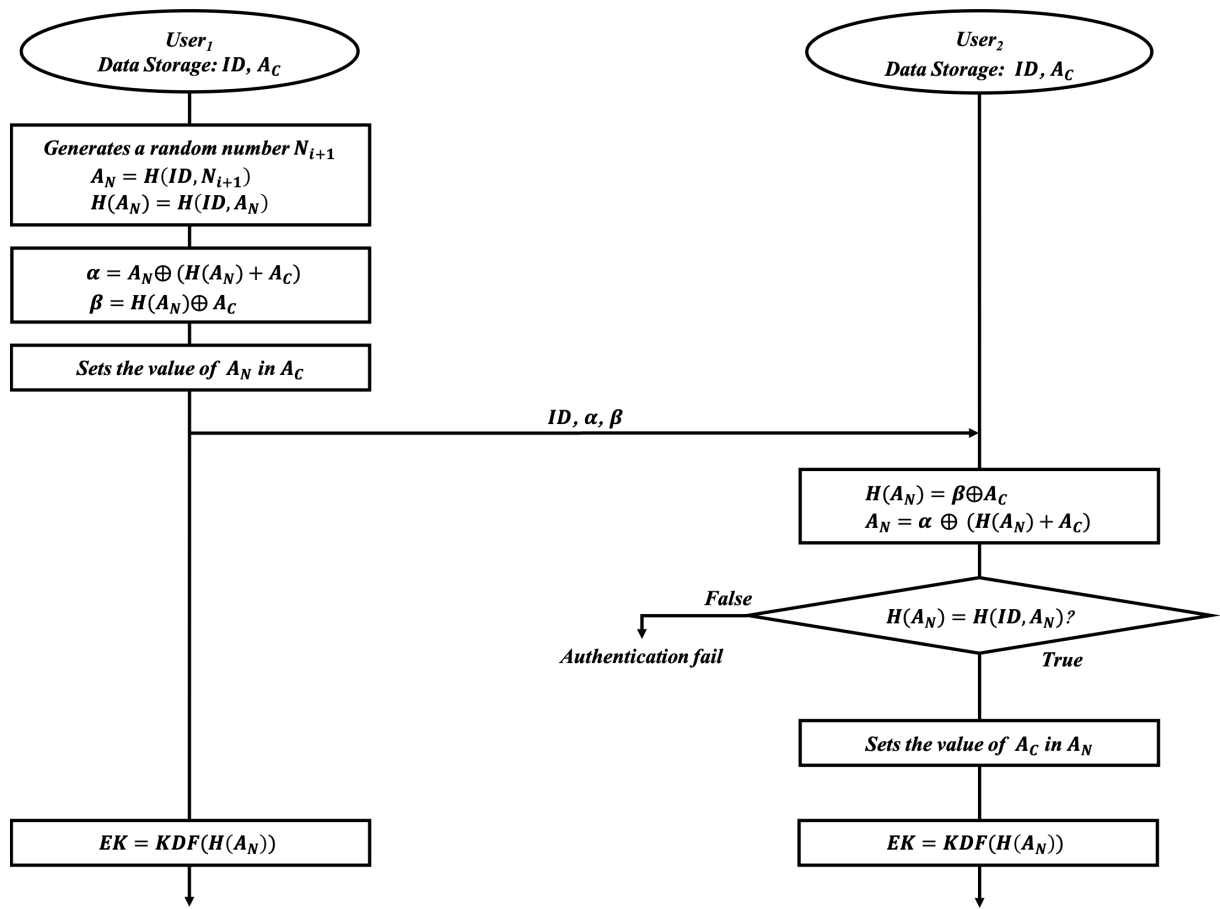 User₁
Data Storage: ID, A_C
Generates a random number N_{i+1}
A_N = H(ID, N_{i+1})
H(A_N) = H(ID, A_N)
α = A_N⊕ (H(A_N) + A_C)
β = H(A_N)⊕ A_C
Sets the value of A_N in A_C
User₂
Data Storage: ID, A_C
ID, α, β
H(A_N) = β⊕A_C
A_N = α ⊕ (H(A_N) + A_C)
False
H(A_N) = H(ID, A_N)?
Authentication fail
True
Sets the value of A_C in A_N
EK = KDF(H(A_N))
EK = KDF(H(A_N))